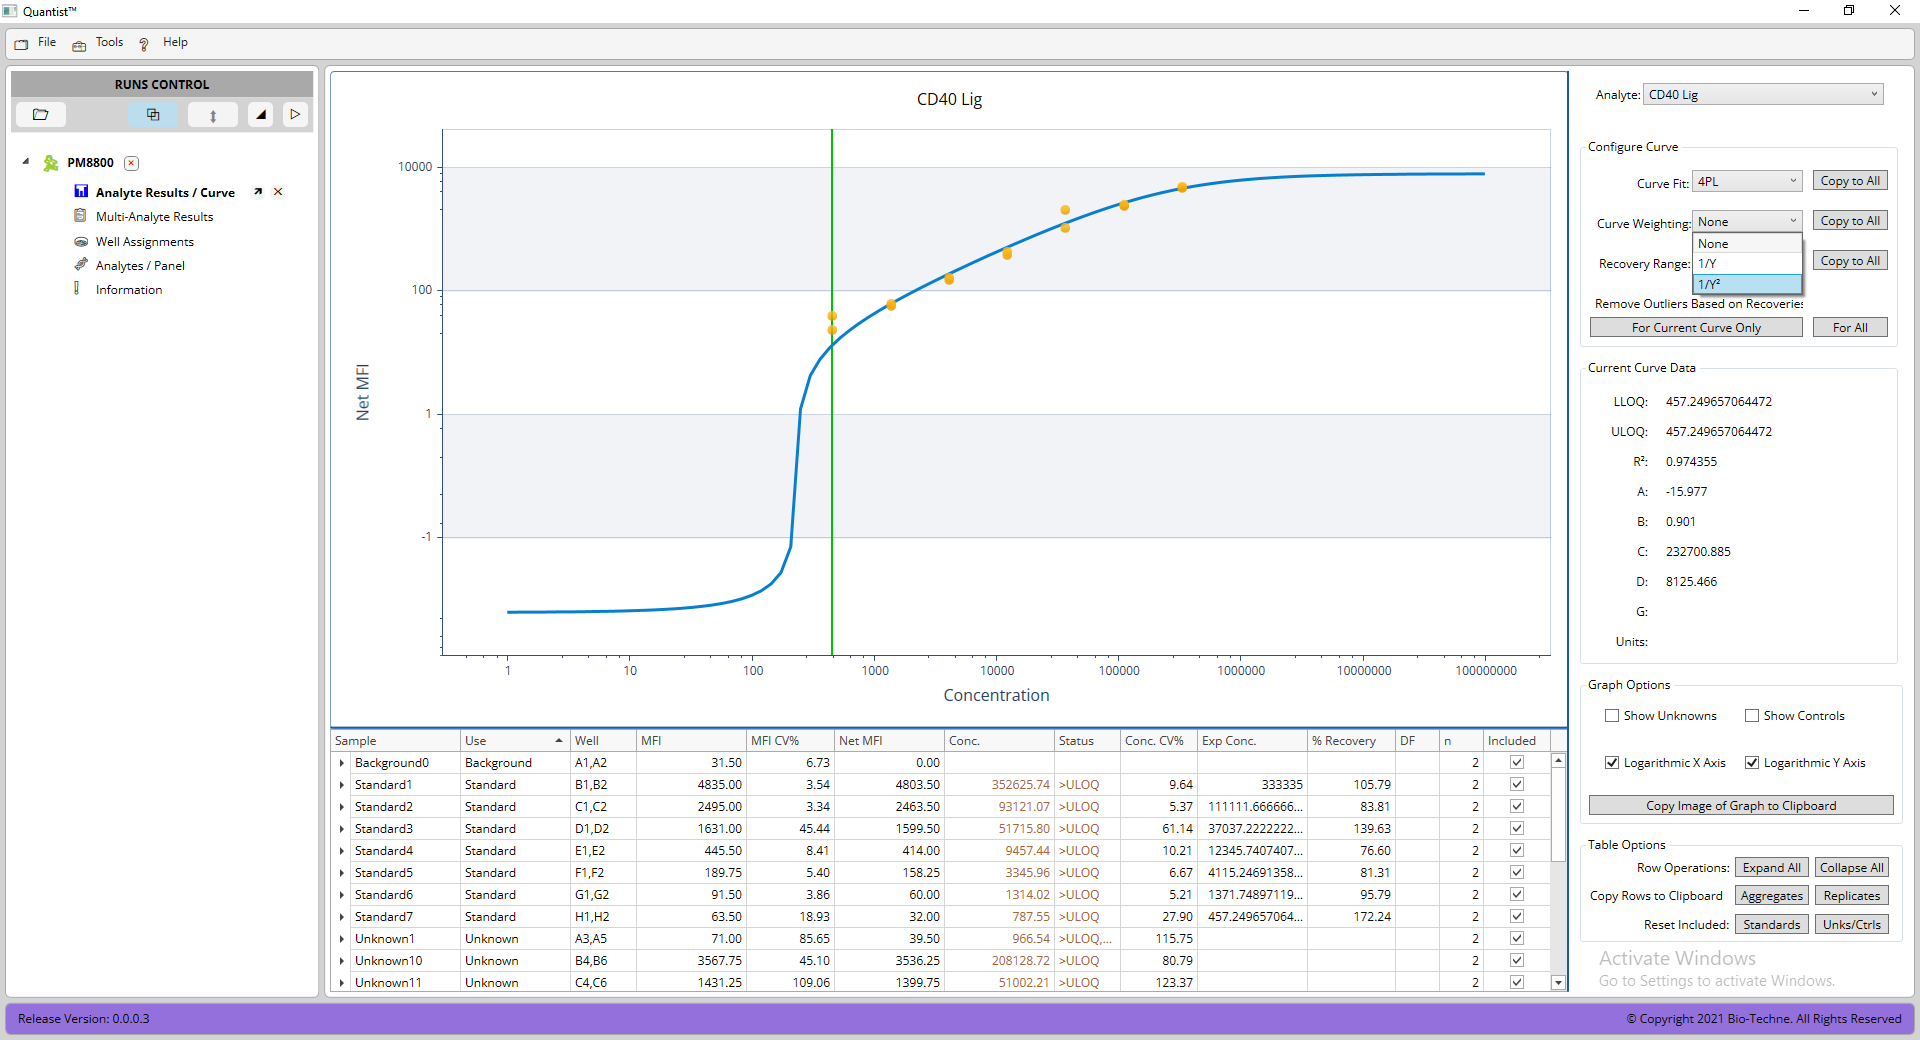 Quantist™
File Tools Help
RUNS CONTROL
PM8800
Analyte Results / Curve
Multi-Analyte Results
Well Assignments
Analytes / Panel
Information
CD40 Lig
Net MFI
10000
100
1
-1
1 10 100 1000 10000 100000 1000000 10000000 100000000
Concentration
Sample Use Well MFI MFI CV% Net MFI Conc. Status Conc. CV% Exp Conc. % Recovery DF n Included
Background0 Background A1,A2 31.50 6.73 0.00 2
Standard1 Standard B1,B2 4835.00 3.54 4803.50 352625.74 >ULOQ 9.64 333335 105.79 2
Standard2 Standard C1,C2 2495.00 3.34 2463.50 93121.07 >ULOQ 5.37 111111.666666... 83.81 2
Standard3 Standard D1,D2 1631.00 45.44 1599.50 51715.80 >ULOQ 61.14 37037.2222222... 139.63 2
Standard4 Standard E1,E2 445.50 8.41 414.00 9457.44 >ULOQ 10.21 12345.7407407... 76.60 2
Standard5 Standard F1,F2 189.75 5.40 158.25 3345.96 >ULOQ 6.67 4115.24691358... 81.31 2
Standard6 Standard G1,G2 91.50 3.86 60.00 1314.02 >ULOQ 5.21 1371.74897119... 95.79 2
Standard7 Standard H1,H2 63.50 18.93 32.00 787.55 >ULOQ 27.90 457.249657064... 172.24 2
Unknown1 Unknown A3,A5 71.00 85.65 39.50 966.54 >ULOQ,... 115.75 2
Unknown10 Unknown B4,B6 3567.75 45.10 3536.25 208128.72 >ULOQ 80.79 2
Unknown11 Unknown C4,C6 1431.25 109.06 1399.75 51002.21 >ULOQ 123.37 2
Analyte: CD40 Lig
Configure Curve
Curve Fit: 4PL Copy to All
Curve Weighting: None Copy to All
None
1/Y
1/Y²
Recovery Range: Copy to All
Remove Outliers Based on Recoveries
For Current Curve Only For All
Current Curve Data
LLOQ: 457.249657064472
ULOQ: 457.249657064472
R²: 0.974355
A: -15.977
B: 0.901
C: 232700.885
D: 8125.466
G:
Units:
Graph Options
Show Unknowns Show Controls
Logarithmic X Axis Logarithmic Y Axis
Copy Image of Graph to Clipboard
Table Options
Row Operations: Expand All Collapse All
Copy Rows to Clipboard Aggregates Replicates
Reset Included: Standards Unks/Ctrls
Activate Windows
Go to Settings to activate Windows.
Release Version: 0.0.0.3
© Copyright 2021 Bio-Techne. All Rights Reserved